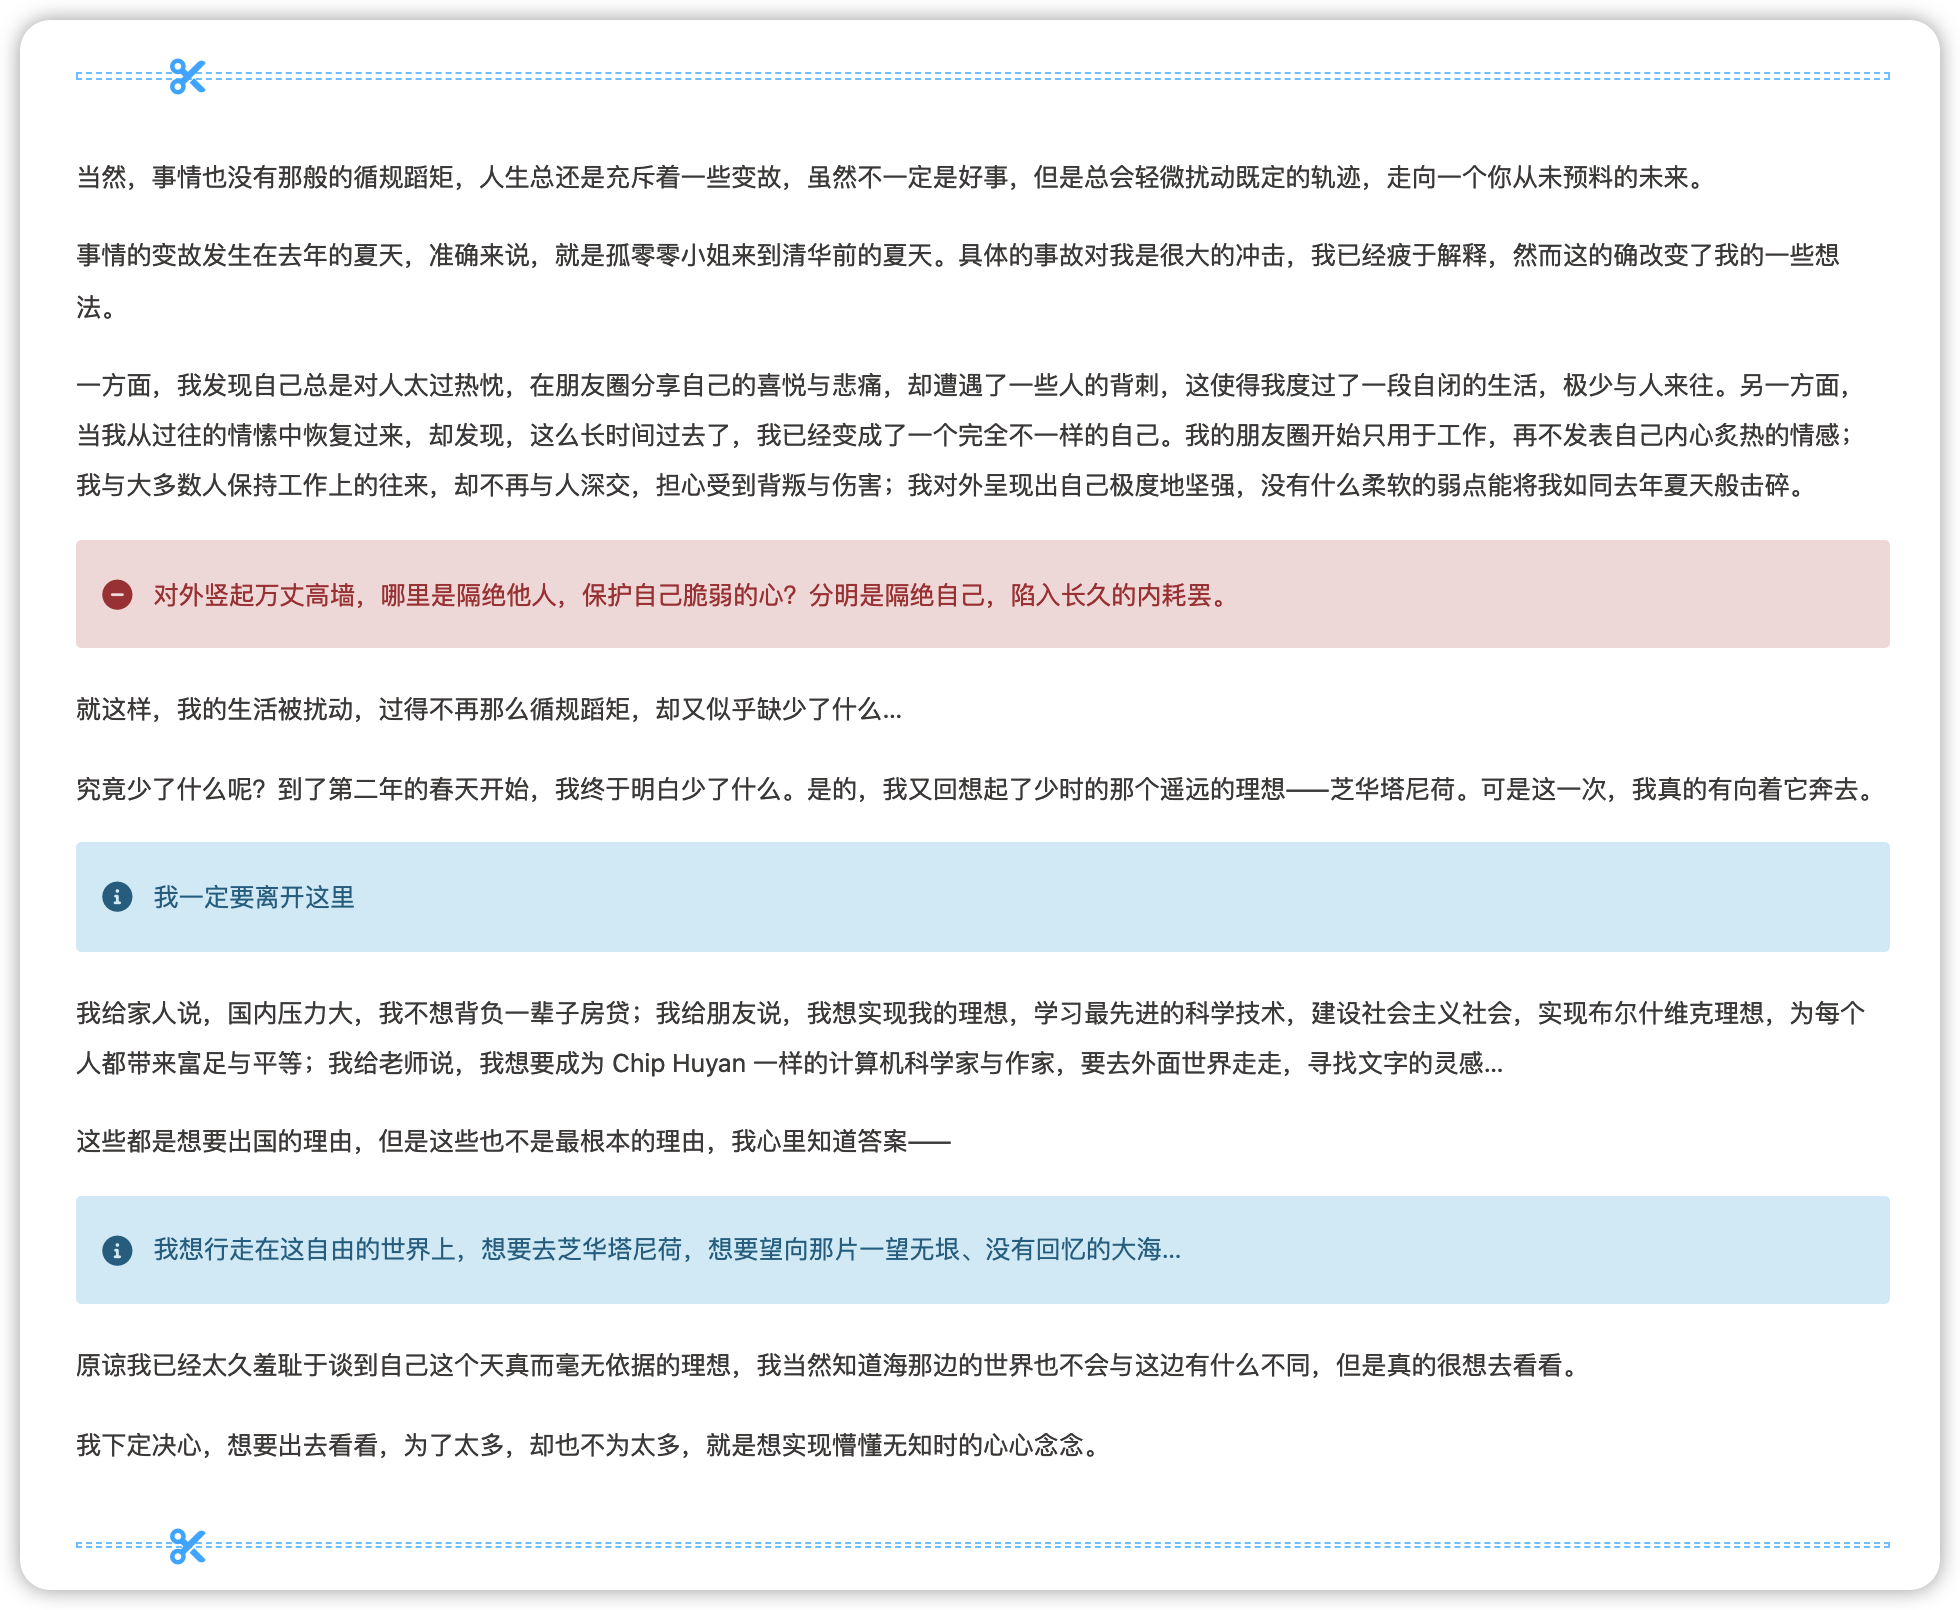 当然，事情也没有那般的循规蹈矩，人生总还是充斥着一些变故，虽然不一定是好事，但是总会轻微扰动既定的轨迹，走向一个你从未预料的未来。
事情的变故发生在去年的夏天，准确来说，就是孤零零小姐来到清华前的夏天。具体的事故对我是很大的冲击，我已经疲于解释，然而这的确改变了我的一些想
法。
一方面，我发现自己总是对人太过热忱，在朋友圈分享自己的喜悦与悲痛，却遭遇了一些人的背刺，这使得我度过了一段自闭的生活，极少与人来往。另一方面，
当我从过往的情愫中恢复过来，却发现，这么长时间过去了，我已经变成了一个完全不一样的自己。我的朋友圈开始只用于工作，再不发表自己内心炙热的情感；
我与大多数人保持工作上的往来，却不再与人深交，担心受到背叛与伤害；我对外呈现出自己极度地坚强，没有什么柔软的弱点能将我如同去年夏天般击碎。
对外竖起万丈高墙，哪里是隔绝他人，保护自己脆弱的心？分明是隔绝自己，陷入长久的内耗罢。
就这样，我的生活被扰动，过得不再那么循规蹈矩，却又似乎缺少了什么...
究竟少了什么呢？到了第二年的春天开始，我终于明白少了什么。是的，我又回想起了少时的那个遥远的理想——芝华塔尼荷。可是这一次，我真的有向着它奔去。
我一定要离开这里
我给家人说，国内压力大，我不想背负一辈子房贷；我给朋友说，我想实现我的理想，学习最先进的科学技术，建设社会主义社会，实现布尔什维克理想，为每个
人都带来富足与平等；我给老师说，我想要成为 Chip Huyan 一样的计算机科学家与作家，要去外面世界走走，寻找文字的灵感...
这些都是想要出国的理由，但是这些也不是最根本的理由，我心里知道答案——
我想行走在这自由的世界上，想要去芝华塔尼荷，想要望向那片一望无垠、没有回忆的大海...
原谅我已经太久羞耻于谈到自己这个天真而毫无依据的理想，我当然知道海那边的世界也不会与这边有什么不同，但是真的很想去看看。
我下定决心，想要出去看看，为了太多，却也不为太多，就是想实现懵懂无知时的心心念念。